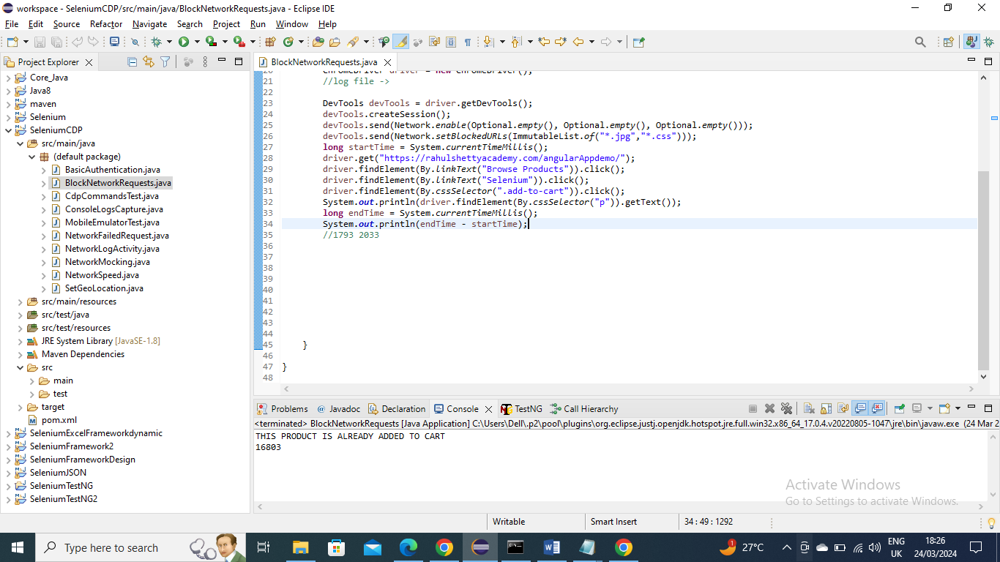 workspace - SeleniumCDP/src/main/java/BlockNetworkRequests.java - Eclipse IDE
File Edit Source Refactor Navigate Search Project Run Window Help
Project Explorer
Core_Java
Java8
maven
Selenium
SeleniumCDP
src/main/java
(default package)
BasicAuthentication.java
BlockNetworkRequests.java
CdpCommandsTest.java
ConsoleLogsCapture.java
MobileEmulatorTest.java
NetworkFailedRequest.java
NetworkLogActivity.java
NetworkMocking.java
NetworkSpeed.java
SetGeoLocation.java
src/main/resources
src/test/java
src/test/resources
JRE System Library [JavaSE-1.8]
Maven Dependencies
src
main
test
target
pom.xml
SeleniumExcelFrameworkdynamic
SeleniumFramework2
SeleniumFrameworkDesign
SeleniumJSON
SeleniumTestNG
SeleniumTestNG2
BlockNetworkRequests.java
20 ChromeDriver driver = new ChromeDriver();
21 //log file ->
22
23 DevTools devTools = driver.getDevTools();
24 devTools.createSession();
25 devTools.send(Network.enable(Optional.empty(), Optional.empty(), Optional.empty()));
26 devTools.send(Network.setBlockedURLs(ImmutableList.of("*.jpg","*.css")));
27 long startTime = System.currentTimeMillis();
28 driver.get("https://rahulshettyacademy.com/angularAppdemo/");
29 driver.findElement(By.linkText("Browse Products")).click();
30 driver.findElement(By.linkText("Selenium")).click();
31 driver.findElement(By.cssSelector(".add-to-cart")).click();
32 System.out.println(driver.findElement(By.cssSelector("p")).getText());
33 long endTime = System.currentTimeMillis();
34 System.out.println(endTime - startTime);
35 //1793 2033
36
37
38
39
40
41
42
43
44
45 }
46
47 }
48
Problems @ Javadoc Declaration Console TestNG Call Hierarchy
<terminated> BlockNetworkRequests [Java Application] C:\Users\Dell\.p2\pool\plugins\org.eclipse.justj.openjdk.hotspot.jre.full.win32.x86_64_17.0.4.v20220805-1047\jre\bin\javaw.exe (24 Mar 2
THIS PRODUCT IS ALREADY ADDED TO CART
16803
Activate Windows
Go to Settings to activate Windows.
Writable Smart Insert 34 : 49 : 1292
Type here to search
27°C
ENG
UK
18:26
24/03/2024